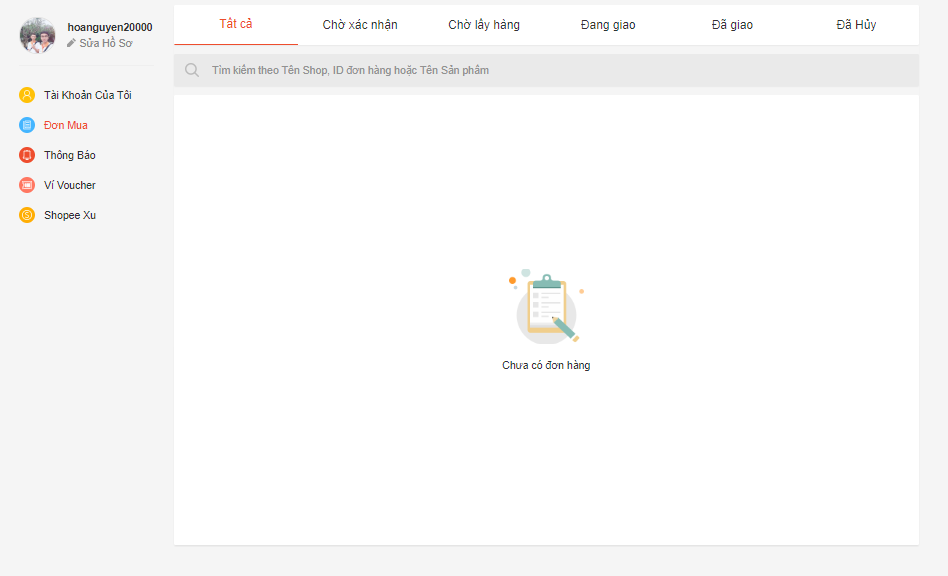 hoanguyen20000
Sửa Hồ Sơ
Tài Khoản Của Tôi
Đơn Mua
Thông Báo
Ví Voucher
Shopee Xu
Tất cả
Chờ xác nhận
Chờ lấy hàng
Đang giao
Đã giao
Đã Hủy
Tìm kiếm theo Tên Shop, ID đơn hàng hoặc Tên Sản phẩm
Chưa có đơn hàng